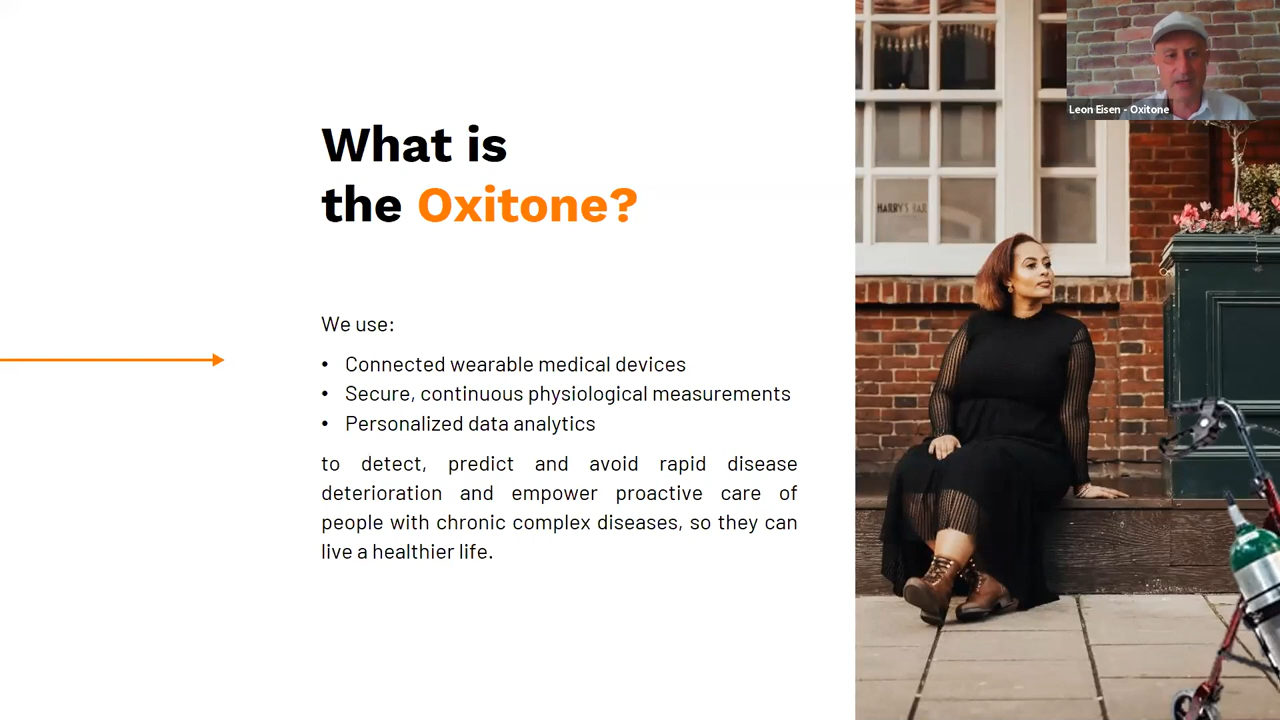 Leon Eisen - Oxitone
What is
the Oxitone?
HARRY'S BAR
We use:
• Connected wearable medical devices
• Secure, continuous physiological measurements
• Personalized data analytics
to detect, predict and avoid rapid disease
deterioration and empower proactive care of
people with chronic complex diseases, so they can
live a healthier life.